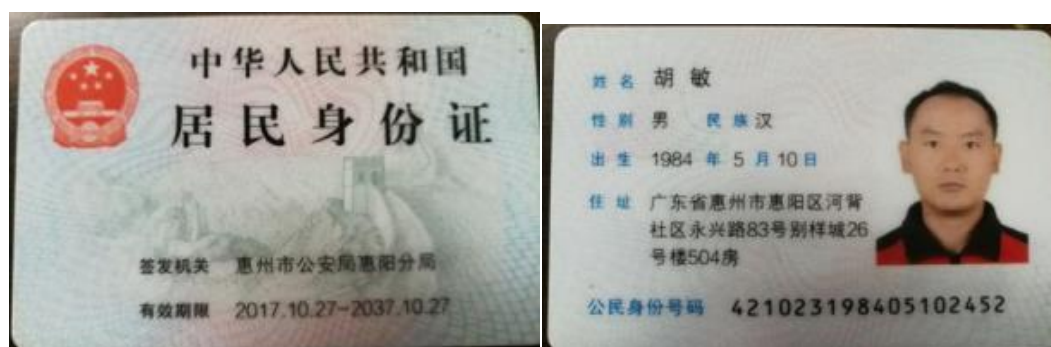 中华人民共和国
居民身份证
签发机关 惠州市公安局惠阳分局
有效期限 2017.10.27-2037.10.27
姓名 胡敏
性别 男 民族 汉
出生 1984 年 5 月 10 日
住址 广东省惠州市惠阳区河背
社区永兴路83号别样城26
号楼504房
公民身份号码 421023198405102452